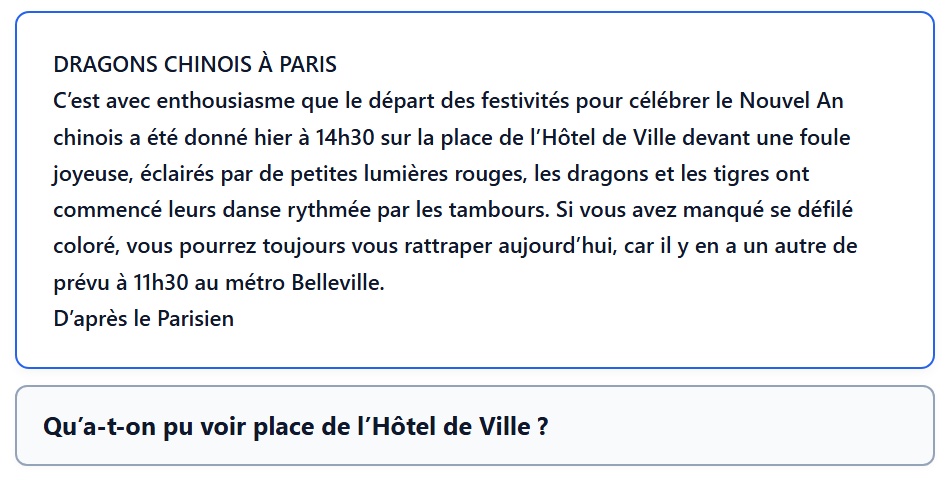 DRAGONS CHINOIS À PARIS
C’est avec enthousiasme que le départ des festivités pour célébrer le Nouvel An
chinois a été donné hier à 14h30 sur la place de l’Hôtel de Ville devant une foule
joyeuse, éclairés par de petites lumières rouges, les dragons et les tigres ont
commencé leurs danse rythmée par les tambours. Si vous avez manqué se défilé
coloré, vous pourrez toujours vous rattraper aujourd’hui, car il y en a un autre de
prévu à 11h30 au métro Belleville.
D’après le Parisien
Qu’a-t-on pu voir place de l’Hôtel de Ville ?